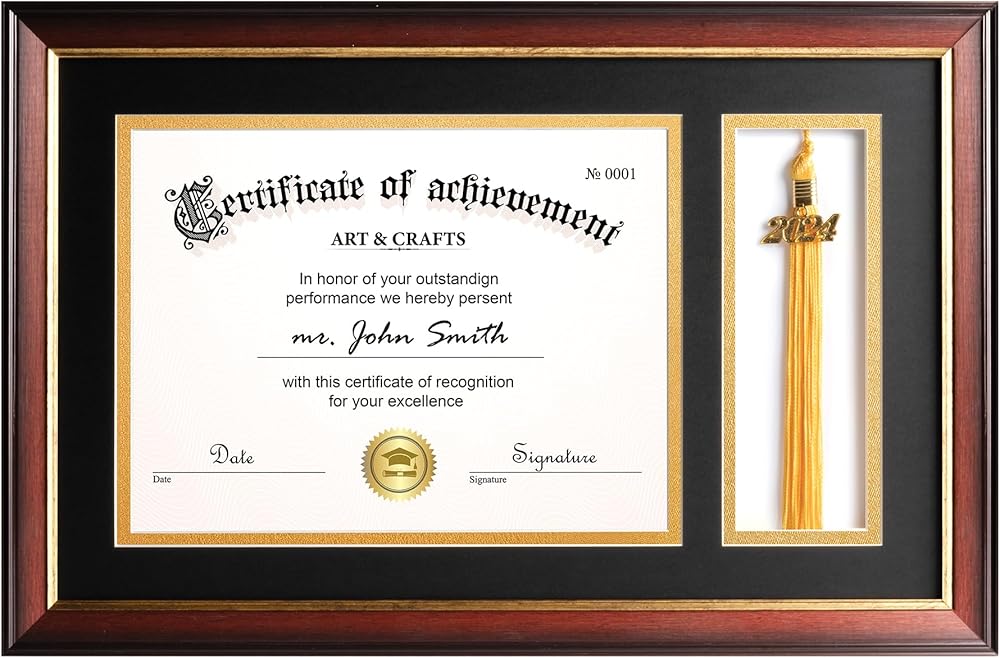 № 0001
Certificate of achievement
ART & CRAFTS
In honor of your outstandign
performance we hereby persent
mr. John Smith
with this certificate of recognition
for your excellence
Date
Date
Signature
Signature
2024